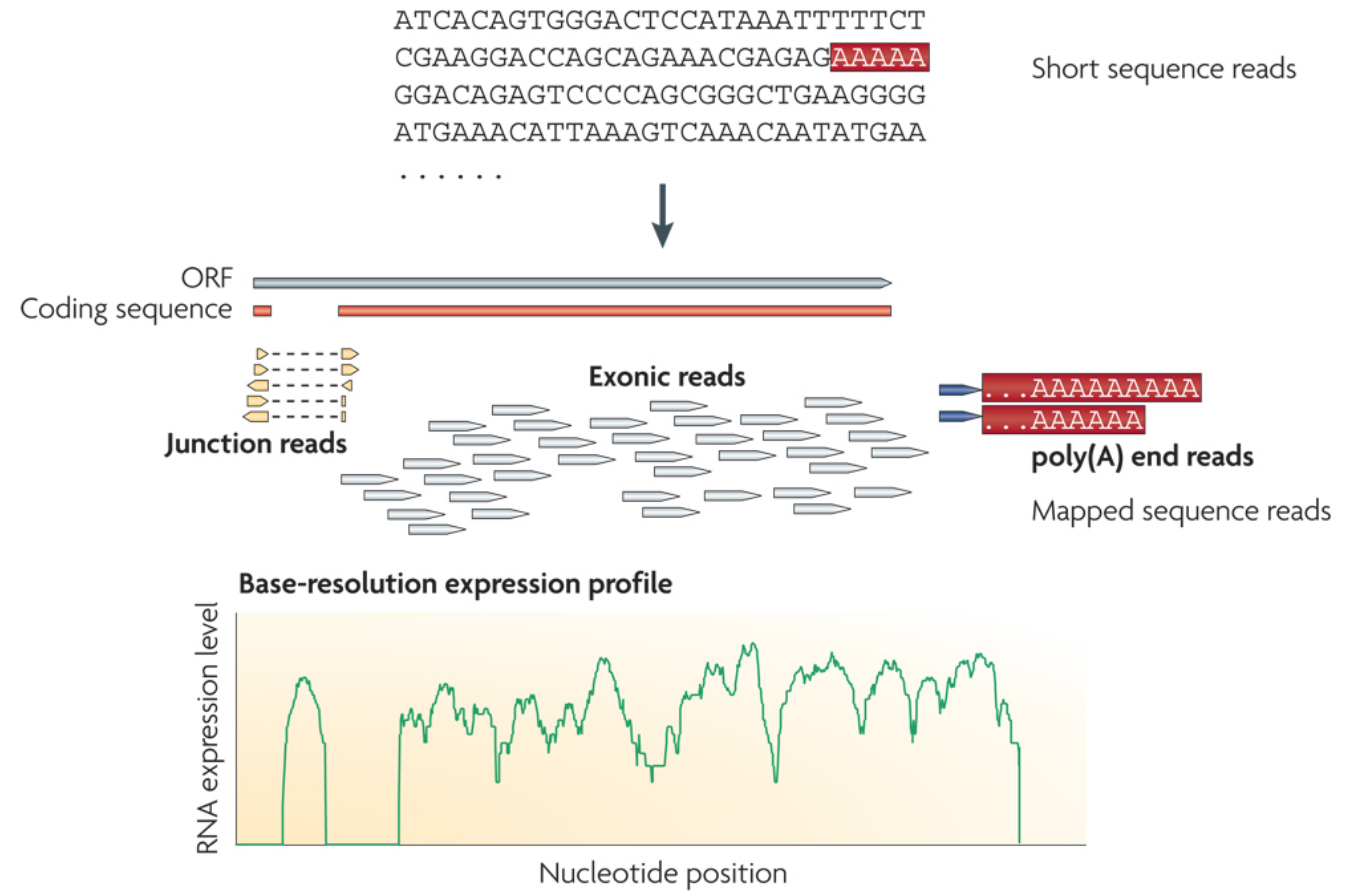 ATCACAGTGGGACTCCATAAATTTTTCT
CGAAGGACCAGCAGAAACGAGAGAAAAA
GGACAGAGTCCCCAGCGGGCTGAAGGGG
ATGAAACATTAAAGTCAAACAATATGAA
......
Short sequence reads
ORF
Coding sequence
Junction reads
Exonic reads
...AAAAAAAAA
...AAAAAA
poly(A) end reads
Mapped sequence reads
Base-resolution expression profile
RNA expression level
Nucleotide position